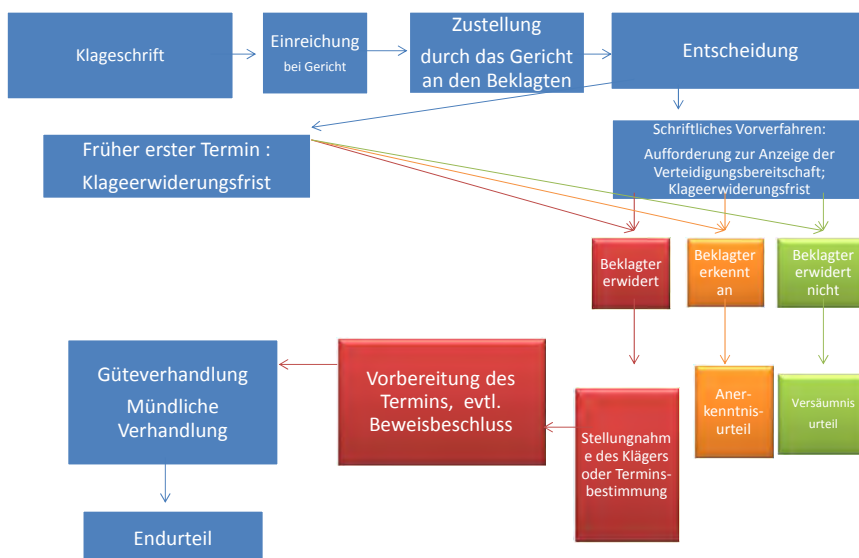 Klageschrift
Einreichung
bei Gericht
Zustellung
durch das Gericht
an den Beklagten
Entscheidung
Früher erster Termin :
Klageerwiderungsfrist
Schriftliches Vorverfahren:
Aufforderung zur Anzeige der
Verteidigungsbereitschaft;
Klageerwiderungsfrist
Beklagter
erwidert
Beklagter
erkennt
an
Beklagter
erwidert
nicht
Güteverhandlung
Mündliche
Verhandlung
Vorbereitung des
Termins, evtl.
Beweisbeschluss
Stellungnahm
e des Klägers
oder Termins-
bestimmung
Aner-
kenntnis-
urteil
Versäumnis
urteil
Endurteil